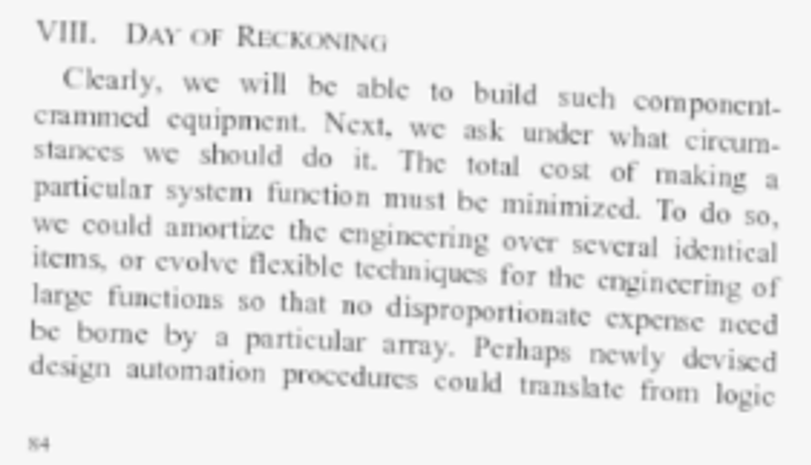 VIII. DAY OF RECKONING
Clearly, we will be able to build such component-
crammed equipment. Next, we ask under what circum-
stances we should do it. The total cost of making a
particular system function must be minimized. To do so,
we could amortize the engineering over several identical
items, or evolve flexible techniques for the engineering of
large functions so that no disproportionate expense need
be borne by a particular array. Perhaps newly devised
design automation procedures could translate from logic
84